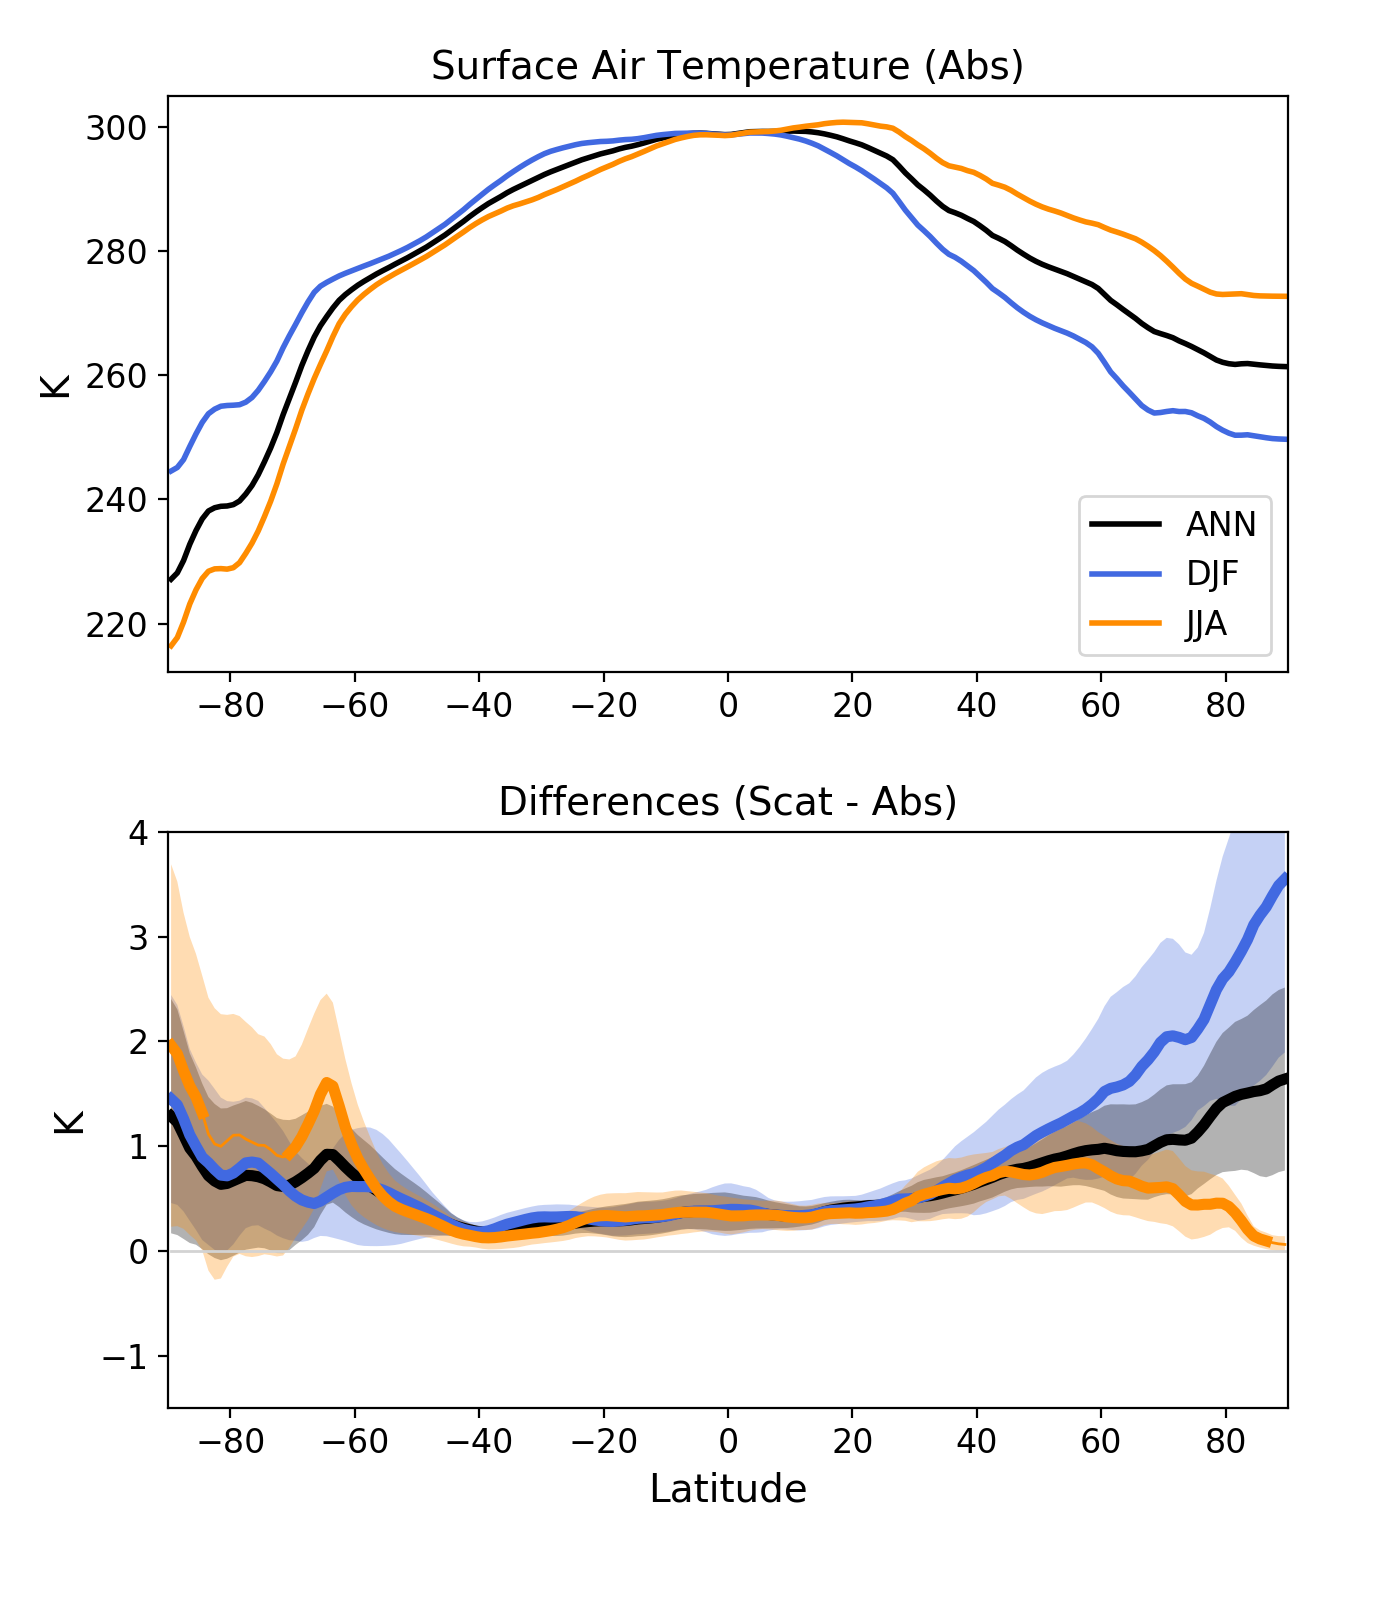 Surface Air Temperature (Abs)
300
280
260
240
220
K
ANN
DJF
JJA
−80 −60 −40 −20 0 20 40 60 80
Differences (Scat - Abs)
4
3
2
1
0
−1
K
−80 −60 −40 −20 0 20 40 60 80
Latitude